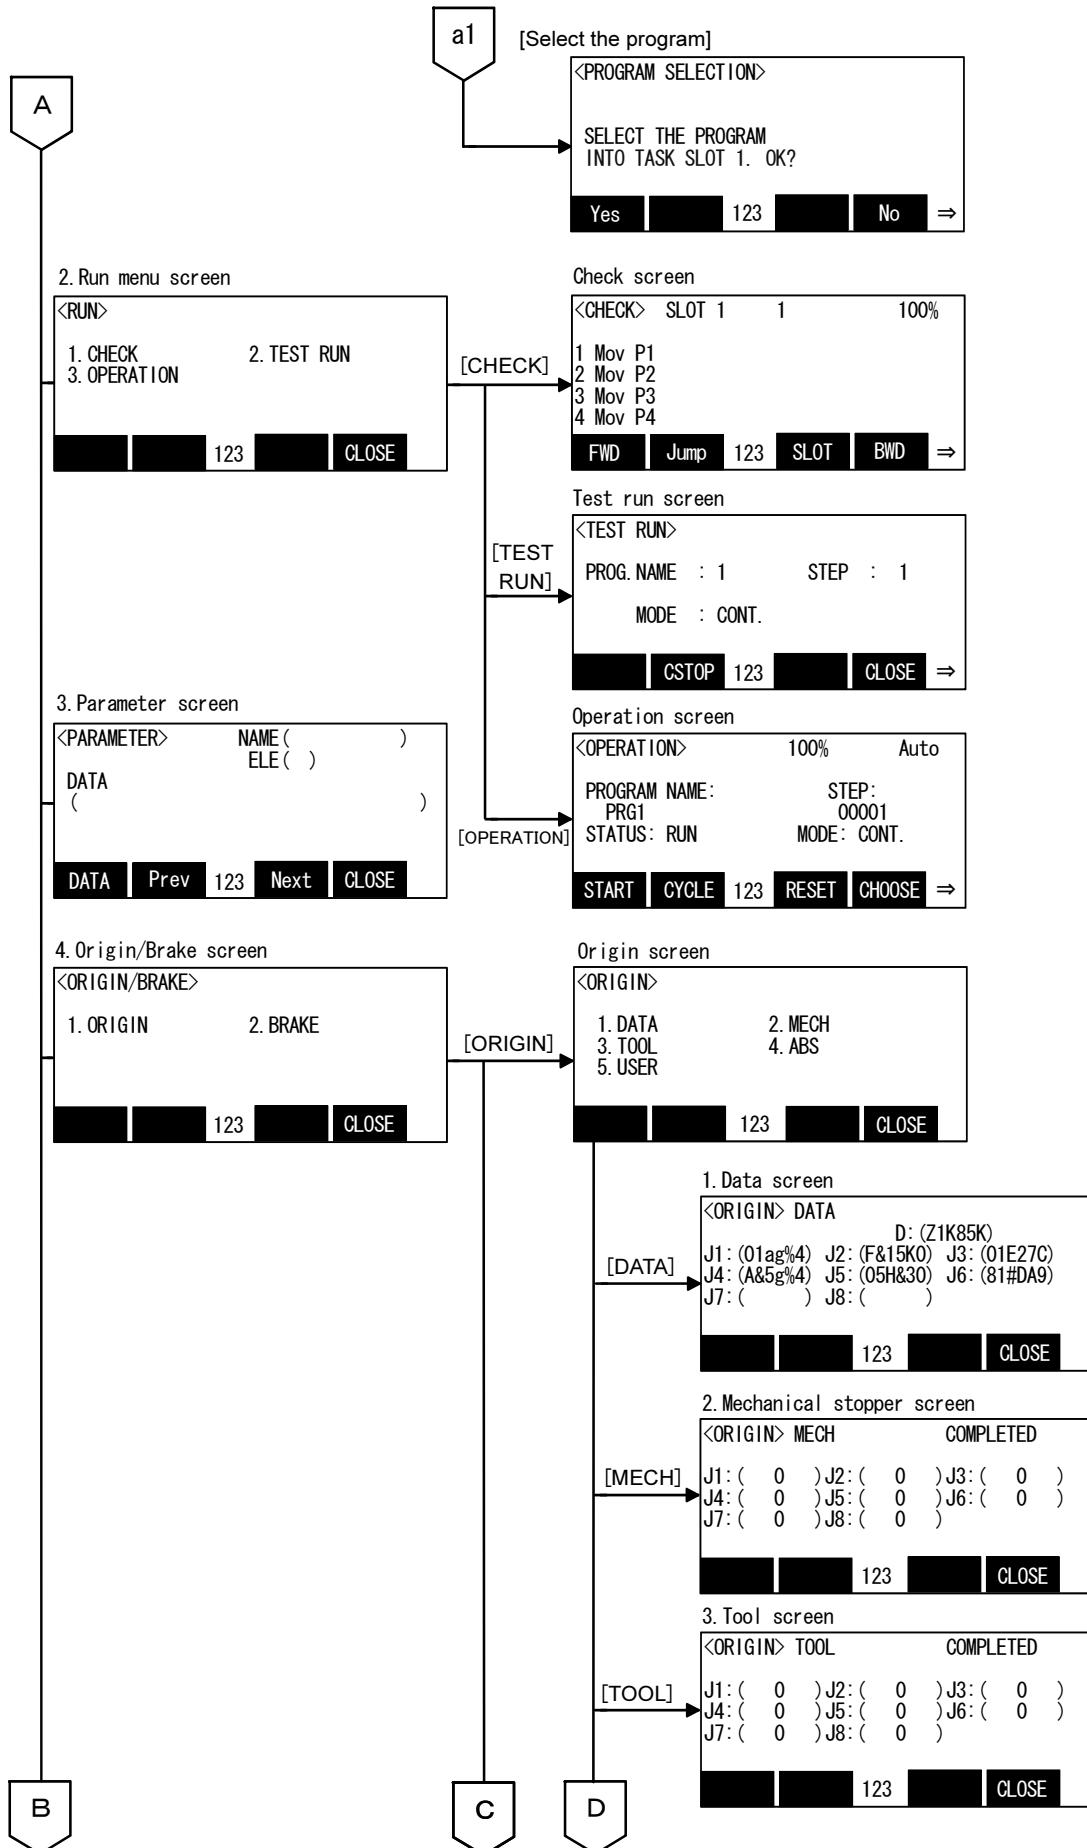 a1
[Select the program]
<PROGRAM SELECTION>
SELECT THE PROGRAM
INTO TASK SLOT 1. OK?
Yes 123 No ⇒
A
2.Run menu screen
<RUN>
1.CHECK 2.TEST RUN
3.OPERATION
123 CLOSE
[CHECK]
Check screen
<CHECK> SLOT 1 1 100%
1 Mov P1
2 Mov P2
3 Mov P3
4 Mov P4
FWD Jump 123 SLOT BWD ⇒
[TEST
RUN]
Test run screen
<TEST RUN>
PROG.NAME : 1 STEP : 1
MODE : CONT.
CSTOP 123 CLOSE ⇒
3.Parameter screen
<PARAMETER> NAME( )
ELE( )
DATA
( )
DATA Prev 123 Next CLOSE
[OPERATION]
Operation screen
<OPERATION> 100% Auto
PROGRAM NAME: STEP:
PRG1 00001
STATUS: RUN MODE: CONT.
START CYCLE 123 RESET CHOOSE ⇒
4.Origin/Brake screen
<ORIGIN/BRAKE>
1.ORIGIN 2.BRAKE
123 CLOSE
[ORIGIN]
Origin screen
<ORIGIN>
1.DATA 2.MECH
3.TOOL 4.ABS
5.USER
123 CLOSE
[DATA]
1.Data screen
<ORIGIN> DATA
D:(Z1K85K)
J1:(01ag%4) J2:(F&15K0) J3:(01E27C)
J4:(A&5g%4) J5:(05H&30) J6:(81#DA9)
J7:( ) J8:( )
123 CLOSE
[MECH]
2.Mechanical stopper screen
<ORIGIN> MECH COMPLETED
J1:( 0 )J2:( 0 )J3:( 0 )
J4:( 0 )J5:( 0 )J6:( 0 )
J7:( 0 )J8:( 0 )
123 CLOSE
[TOOL]
3.Tool screen
<ORIGIN> TOOL COMPLETED
J1:( 0 )J2:( 0 )J3:( 0 )
J4:( 0 )J5:( 0 )J6:( 0 )
J7:( 0 )J8:( 0 )
123 CLOSE
B
C
D